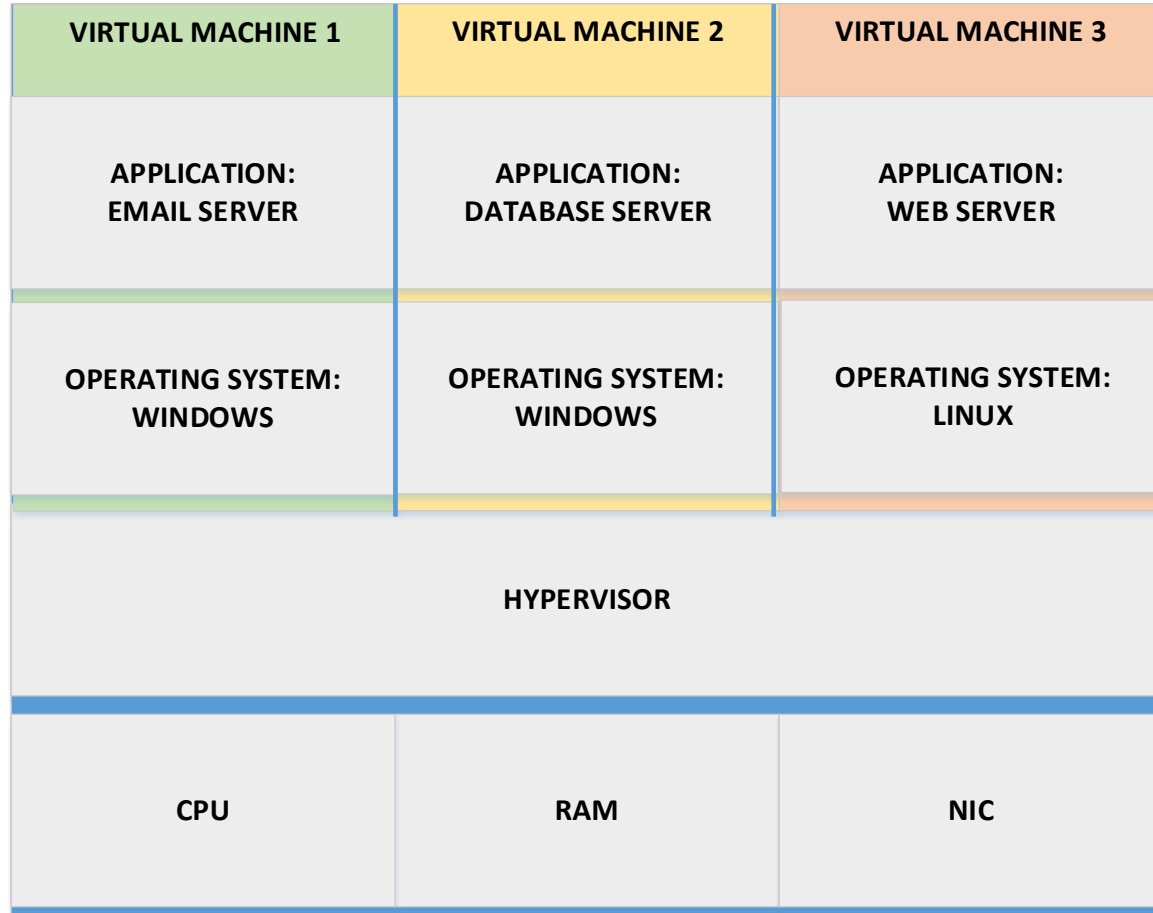 VIRTUAL MACHINE 1
VIRTUAL MACHINE 2
VIRTUAL MACHINE 3
APPLICATION:
EMAIL SERVER
APPLICATION:
DATABASE SERVER
APPLICATION:
WEB SERVER
OPERATING SYSTEM:
WINDOWS
OPERATING SYSTEM:
WINDOWS
OPERATING SYSTEM:
LINUX
HYPERVISOR
CPU
RAM
NIC